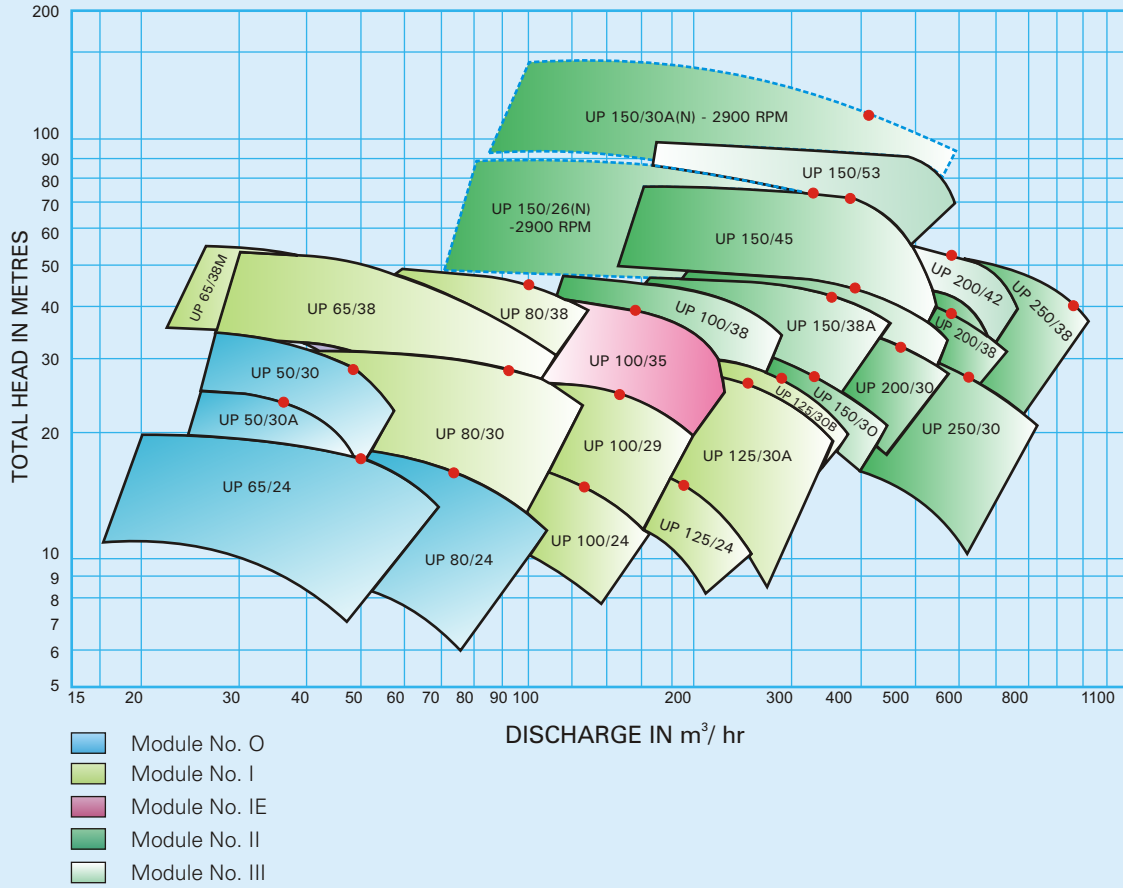 TOTAL HEAD IN METRES
200
100
90
80
70
60
50
40
30
20
10
9
8
7
6
5
UP 150/30A(N) - 2900 RPM
UP 150/53
UP 150/26(N)
-2900 RPM
UP 150/45
UP 65/38M
UP 65/38
UP 80/38
UP 100/38
UP 150/38A
UP 200/42
UP 250/38
UP 200/38
UP 100/35
UP 50/30
UP 50/30A
UP 80/30
UP 100/29
UP 125/30A
UP 125/30B
UP 150/30
UP 200/30
UP 250/30
UP 65/24
UP 80/24
UP 100/24
UP 125/24
15 20 30 40 50 60 70 80 90 100 200 300 400 500 600 800 1100
DISCHARGE IN m³/ hr
Module No. O
Module No. I
Module No. IE
Module No. II
Module No. III